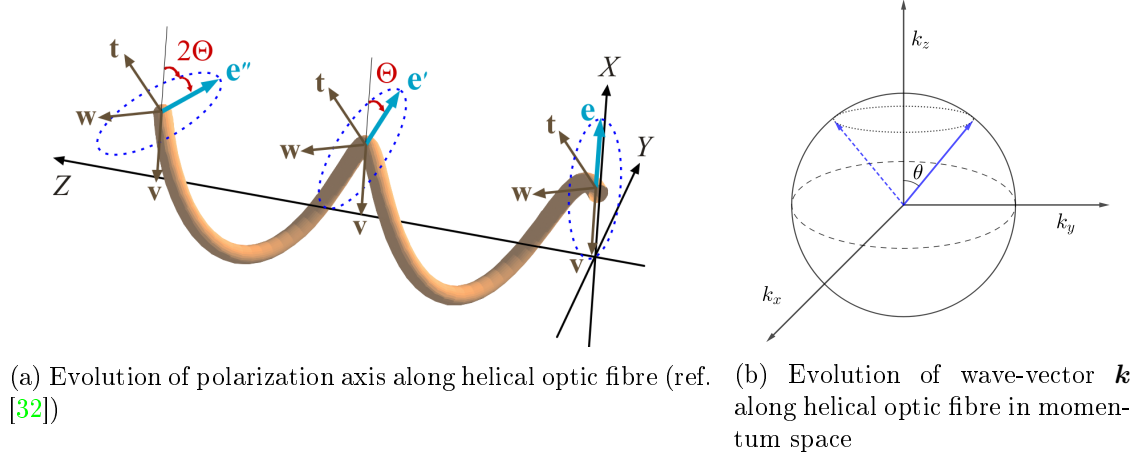 2Θ
t
e″
w
v
Z
Θ
t
e′
w
v
X
e
t
Y
w
v
k_z
θ
k_y
k_x
(a) Evolution of polarization axis along helical optic fibre (ref.
[32])
(b) Evolution of wave-vector k
along helical optic fibre in momen-
tum space